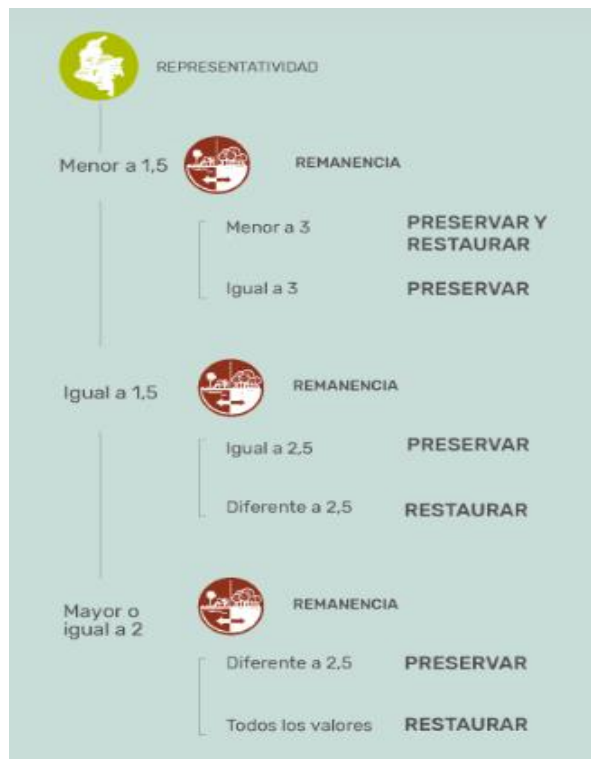 REPRESENTATIVIDAD
Menor a 1,5
REMANENCIA
Menor a 3
PRESERVAR Y
RESTAURAR
Igual a 3
PRESERVAR
Igual a 1,5
REMANENCIA
Igual a 2,5
PRESERVAR
Diferente a 2,5
RESTAURAR
Mayor o
igual a 2
REMANENCIA
Diferente a 2,5
PRESERVAR
Todos los valores
RESTAURAR